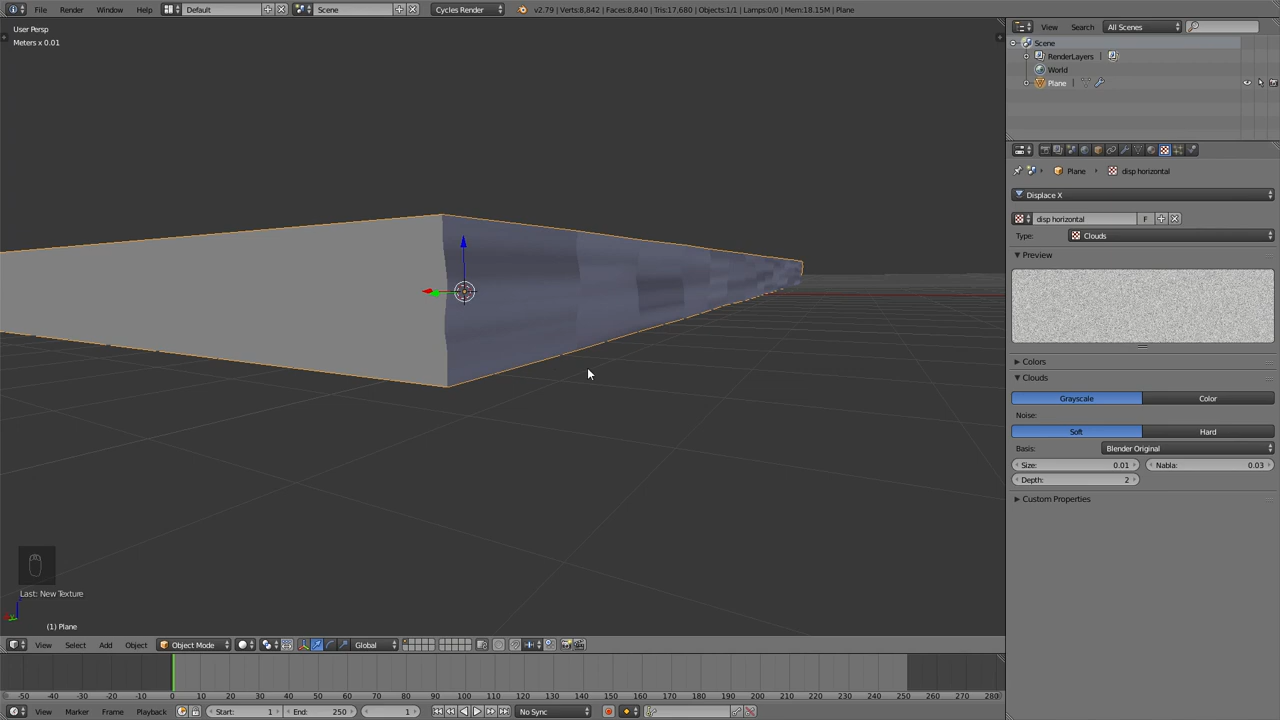 File Render Window Help Default Scene Cycles Render v2.79 | Verts:8,842 | Faces:8,840 | Tris:17,680 | Objects:1/1 | Lamps:0/0 | Mem:18.15M | Plane
User Persp
Meters x 0.01
View Search All Scenes
Scene
RenderLayers
World
Plane
Plane disp horizontal
Displace X
disp horizontal F
Type: Clouds
Preview
Colors
Clouds
Grayscale Color
Noise:
Soft Hard
Basis: Blender Original
Size: 0.01 Nabla: 0.03
Depth: 2
Custom Properties
Last: New Texture
(1) Plane
View Select Add Object Object Mode Global
-50 -40 -30 -20 -10 0 10 20 30 40 50 60 70 80 90 100 110 120 130 140 150 160 170 180 190 200 210 220 230 240 250 260 270 280
View Marker Frame Playback Start: 1 End: 250 1 No Sync